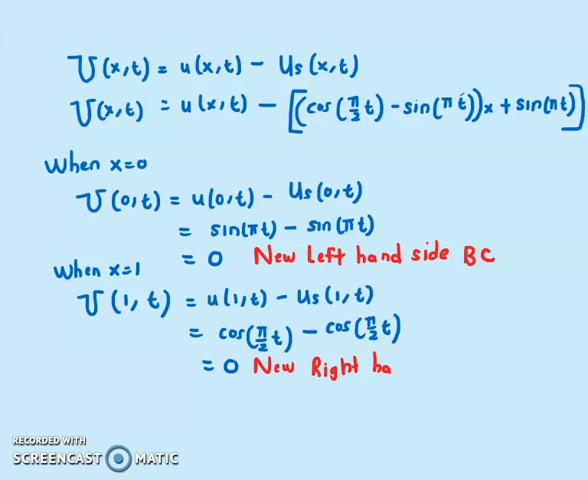 V(x,t) = u(x,t) - Us(x,t)
V(x,t) = u(x,t) - [(cos(π/2 t) - sin(πt))x + sin(πt)]
When x=0
V(0,t) = u(0,t) - Us(0,t)
= sin(πt) - sin(πt)
= 0 New Left hand side BC
When x=1
V(1,t) = u(1,t) - Us(1,t)
= cos(π/2 t) - cos(π/2 t)
= 0 New Right ha
RECORDED WITH
SCREENCAST MATIC